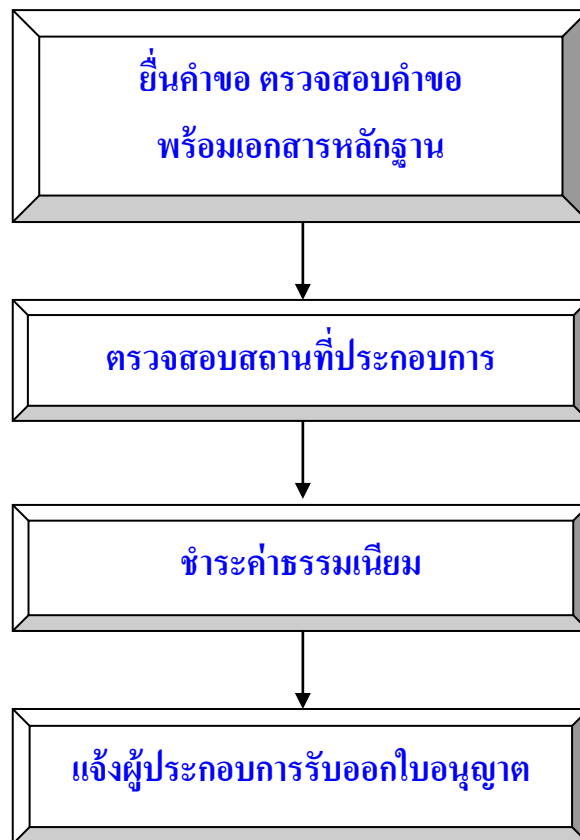 ยื่นคำขอ ตรวจสอบคำขอ
พร้อมเอกสารหลักฐาน
ตรวจสอบสถานที่ประกอบการ
ชำระค่าธรรมเนียม
แจ้งผู้ประกอบการรับออกใบอนุญาต